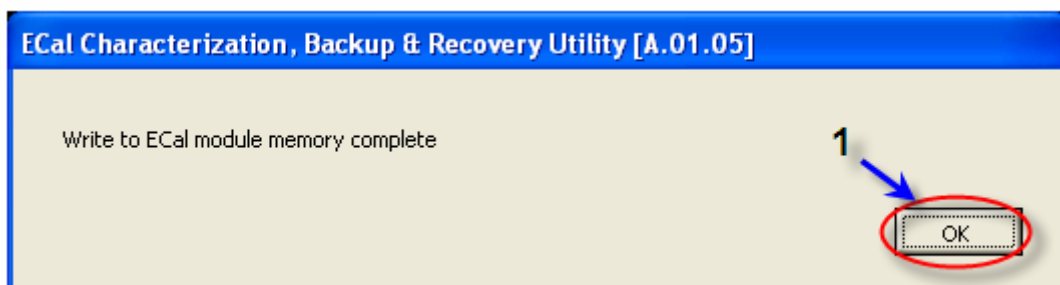 ECal Characterization, Backup & Recovery Utility [A.01.05]
Write to ECal module memory complete
1
OK